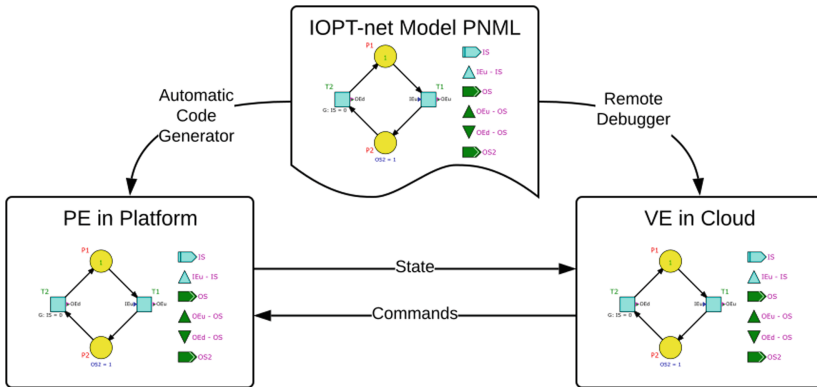 IOPT-net Model PNML
P1
1
T2
OEd
G: IS = 0
T1
IEu
OEu
P2
OS2 = 1
IS
IEu - IS
OS
OEu - OS
OEd - OS
OS2
Automatic
Code
Generator
Remote
Debugger
PE in Platform
P1
1
T2
OEd
G: IS = 0
T1
IEu
OEu
P2
OS2 = 1
IS
IEu - IS
OS
OEu - OS
OEd - OS
OS2
State
Commands
VE in Cloud
P1
1
T2
OEd
G: IS = 0
T1
IEu
OEu
P2
OS2 = 1
IS
IEu - IS
OS
OEu - OS
OEd - OS
OS2